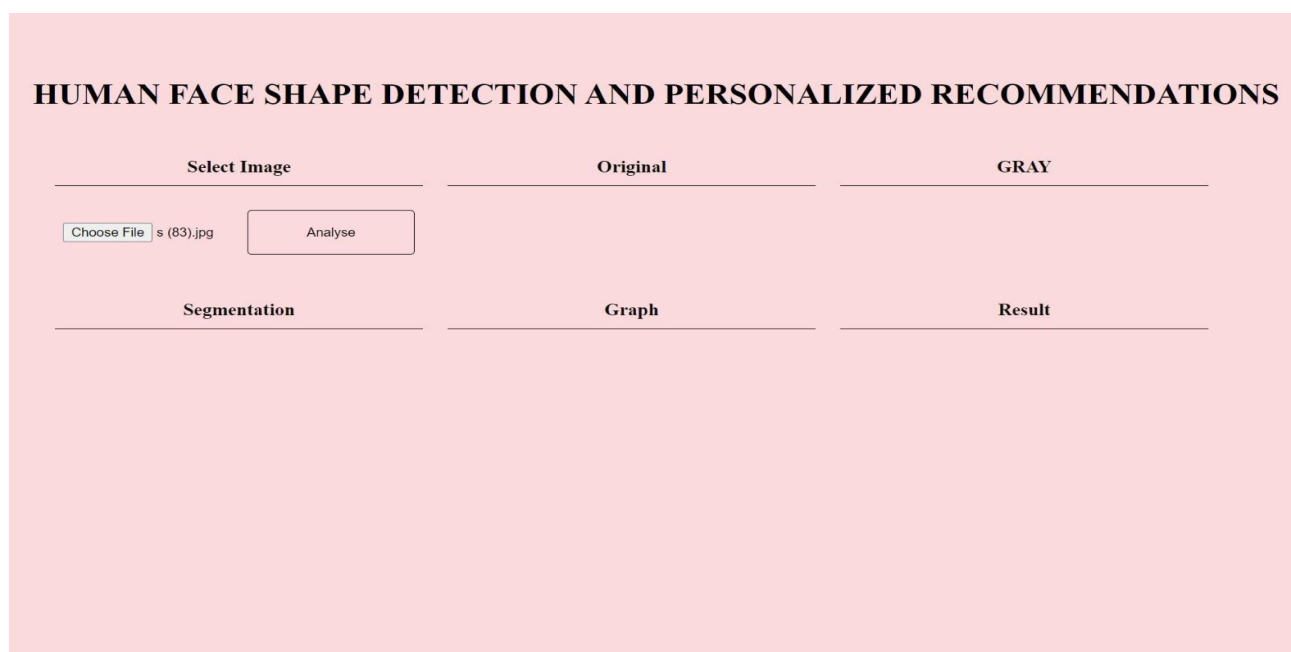 HUMAN FACE SHAPE DETECTION AND PERSONALIZED RECOMMENDATIONS
Select Image Original GRAY
Choose File s (83).jpg Analyse
Segmentation Graph Result